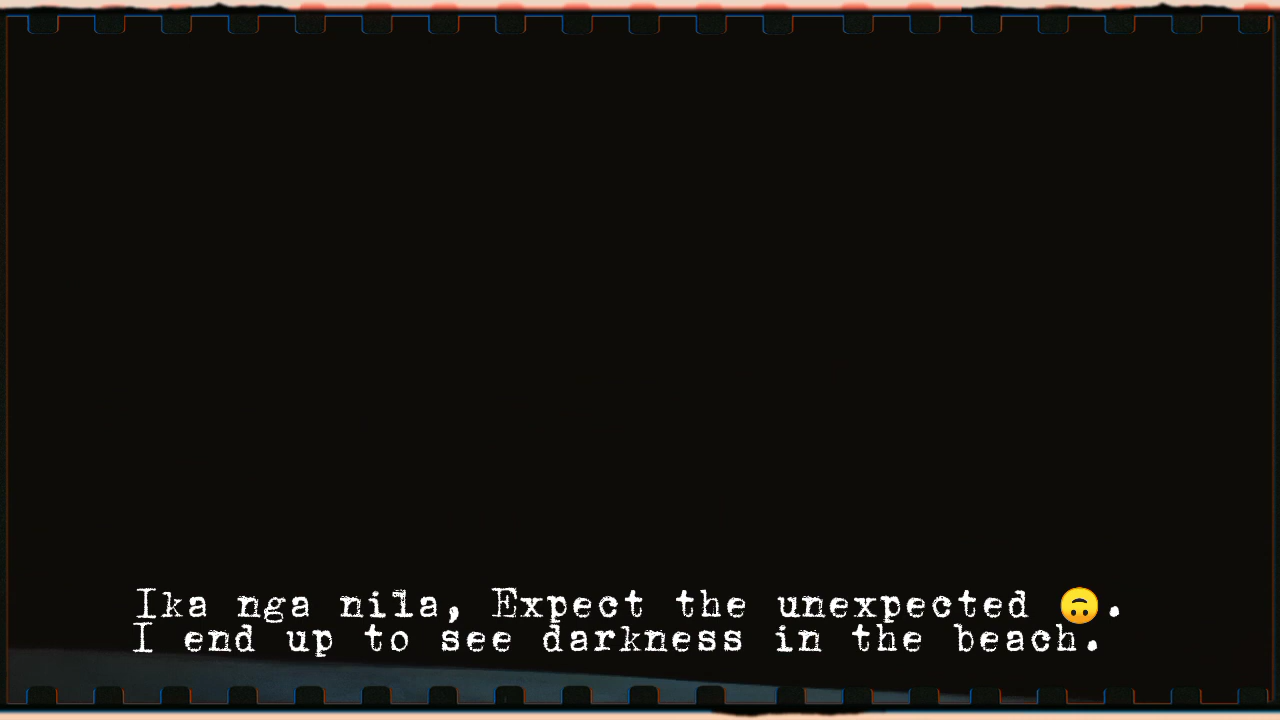 Ika nga nila, Expect the unexpected 🙃.
I end up to see darkness in the beach.